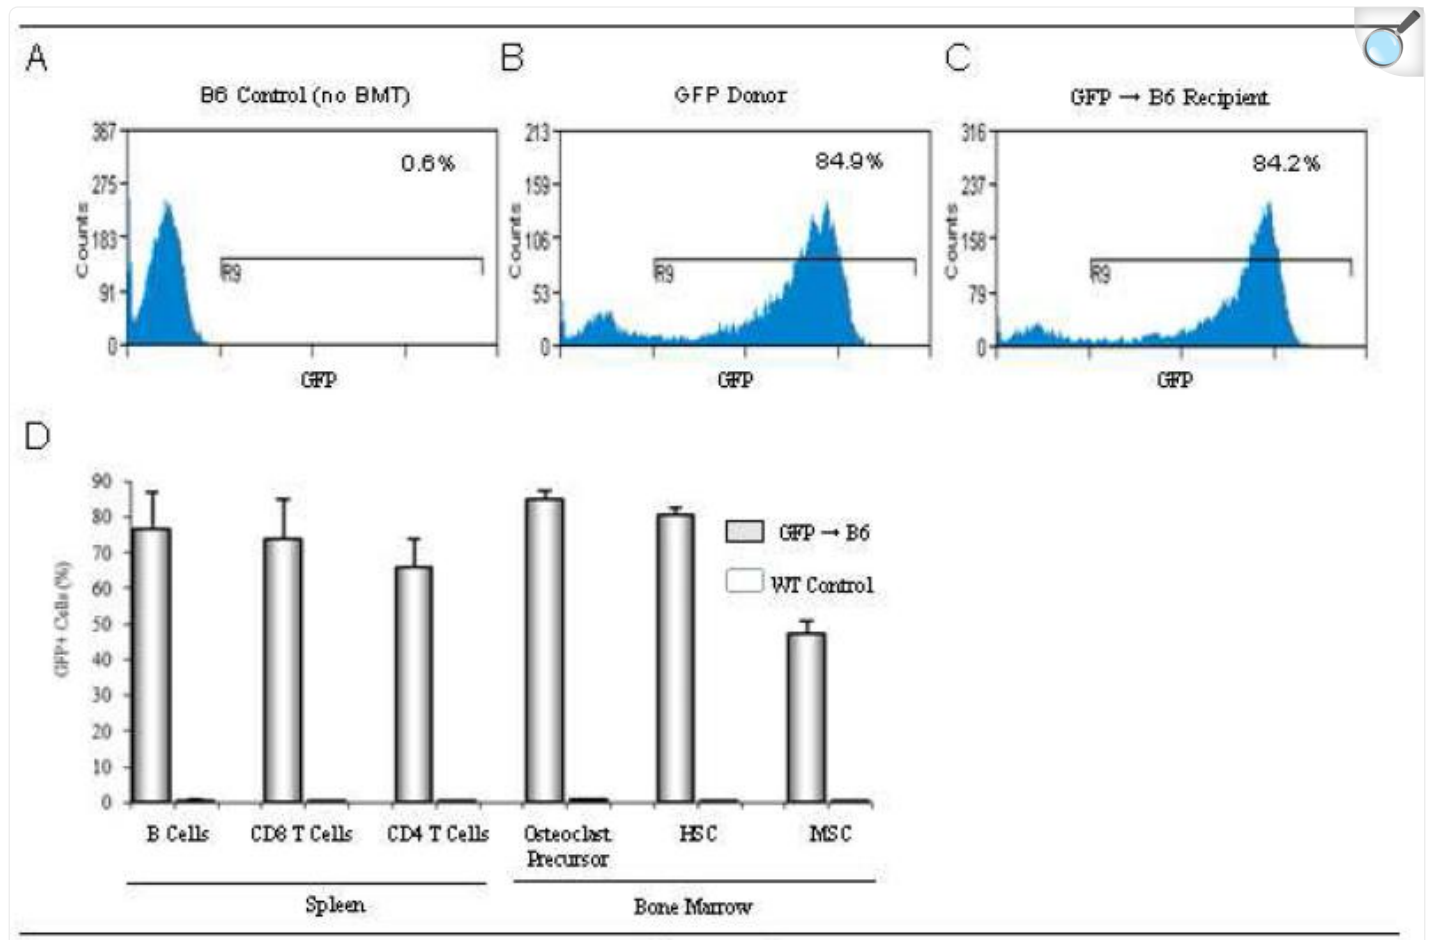 A
B6 Control (no BMT)
367
275
183
91
0
Counts
0.6%
R9
GFP
B
GFP Donor
213
159
106
53
0
Counts
84.9%
R9
GFP
C
GFP → B6 Recipient
316
237
158
79
0
Counts
84.2%
R9
GFP
D
90
80
70
60
50
40
30
20
10
0
GFP+ Cells (%)
GFP → B6
WT Control
B Cells
CD8 T Cells
CD4 T Cells
Osteoclast
Precursor
HSC
MSC
Spleen
Bone Marrow